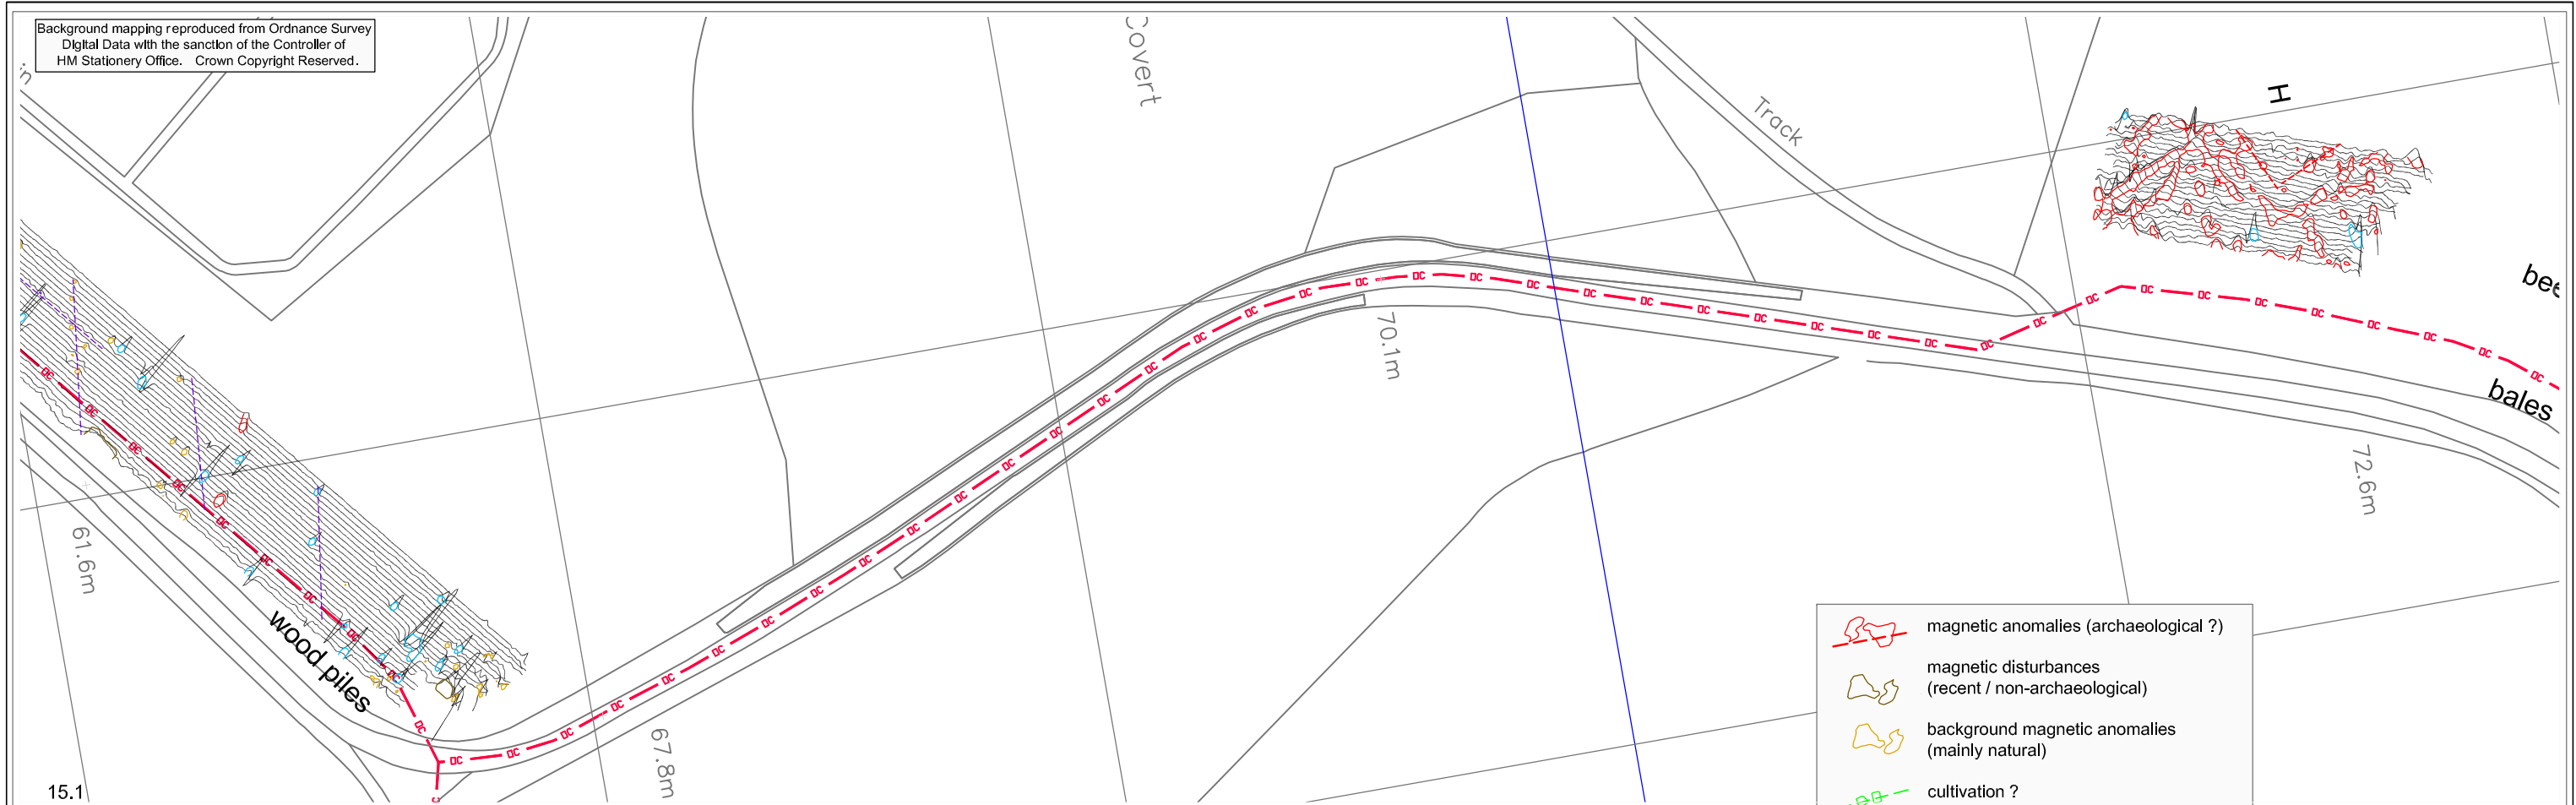 Background mapping reproduced from Ordnance Survey
Digital Data with the sanction of the Controller of
HM Stationery Office. Crown Copyright Reserved.
Covert
Track
H
bales
70.1m
72.6m
61.6m
wood piles
67.8m
15.1
DC
magnetic anomalies (archaeological ?)
magnetic disturbances
(recent / non-archaeological)
background magnetic anomalies
(mainly natural)
cultivation ?